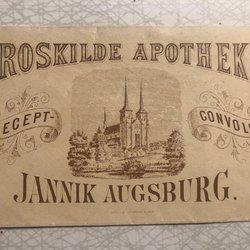 ROSKILDE APOTHEK
RECEPT- CONVOL
JANNIK AUGSBURG.